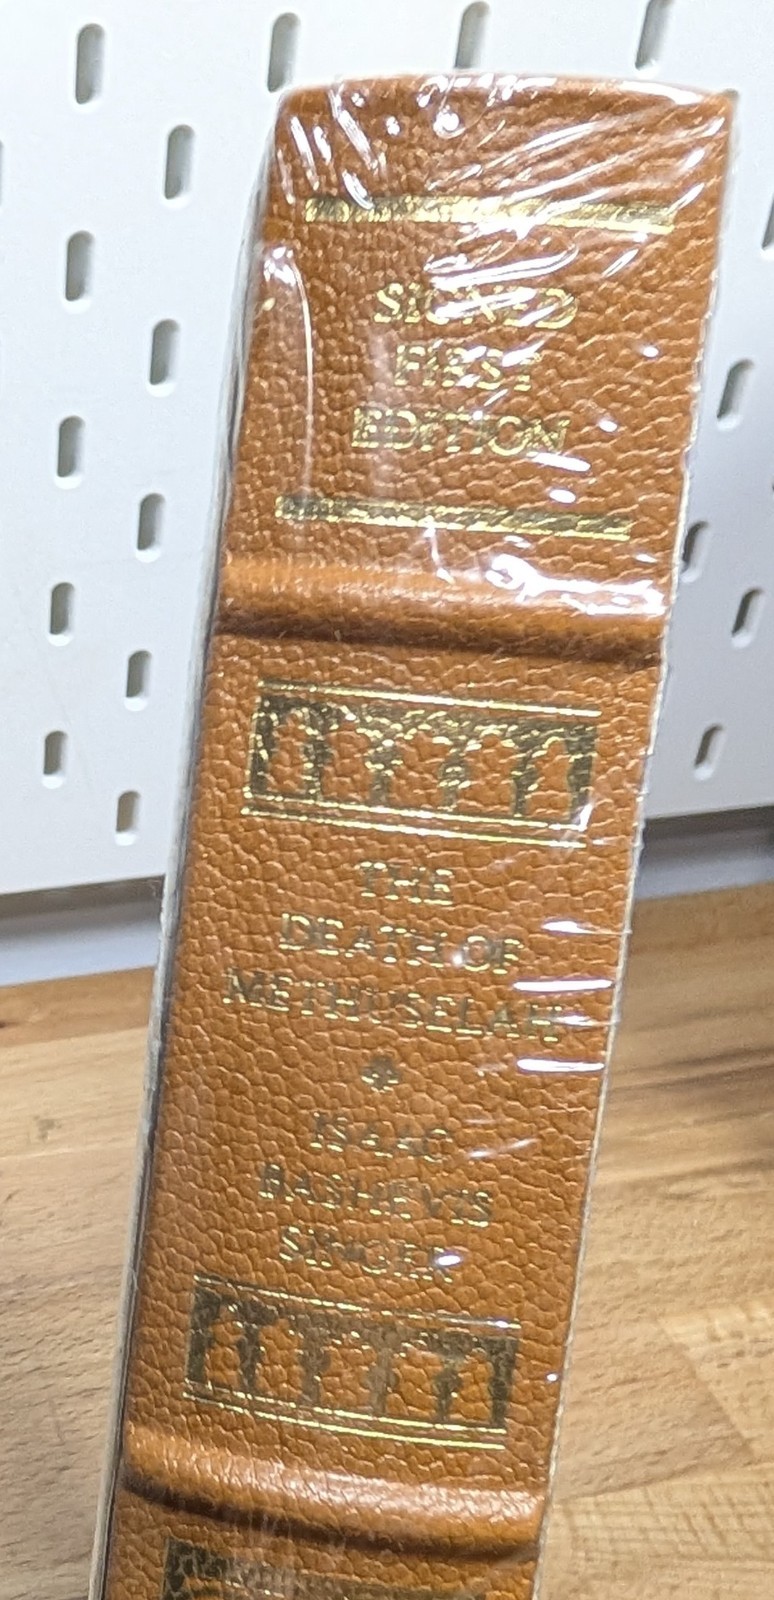 SIGNED
FIRST
EDITION
THE
DEATH OF
METHUSELAH
ISAAC
BASHEVIS
SINGER